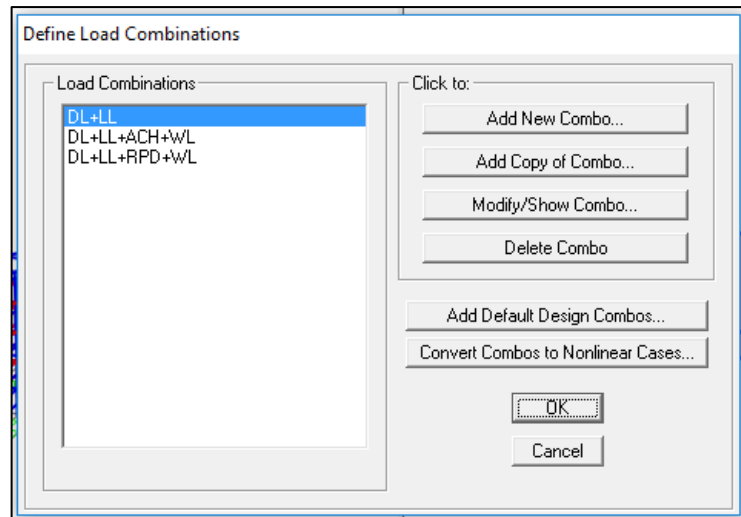 Define Load Combinations
Load Combinations
DL+LL
DL+LL+ACH+WL
DL+LL+RPD+WL
Click to:
Add New Combo...
Add Copy of Combo...
Modify/Show Combo...
Delete Combo
Add Default Design Combos...
Convert Combos to Nonlinear Cases...
OK
Cancel